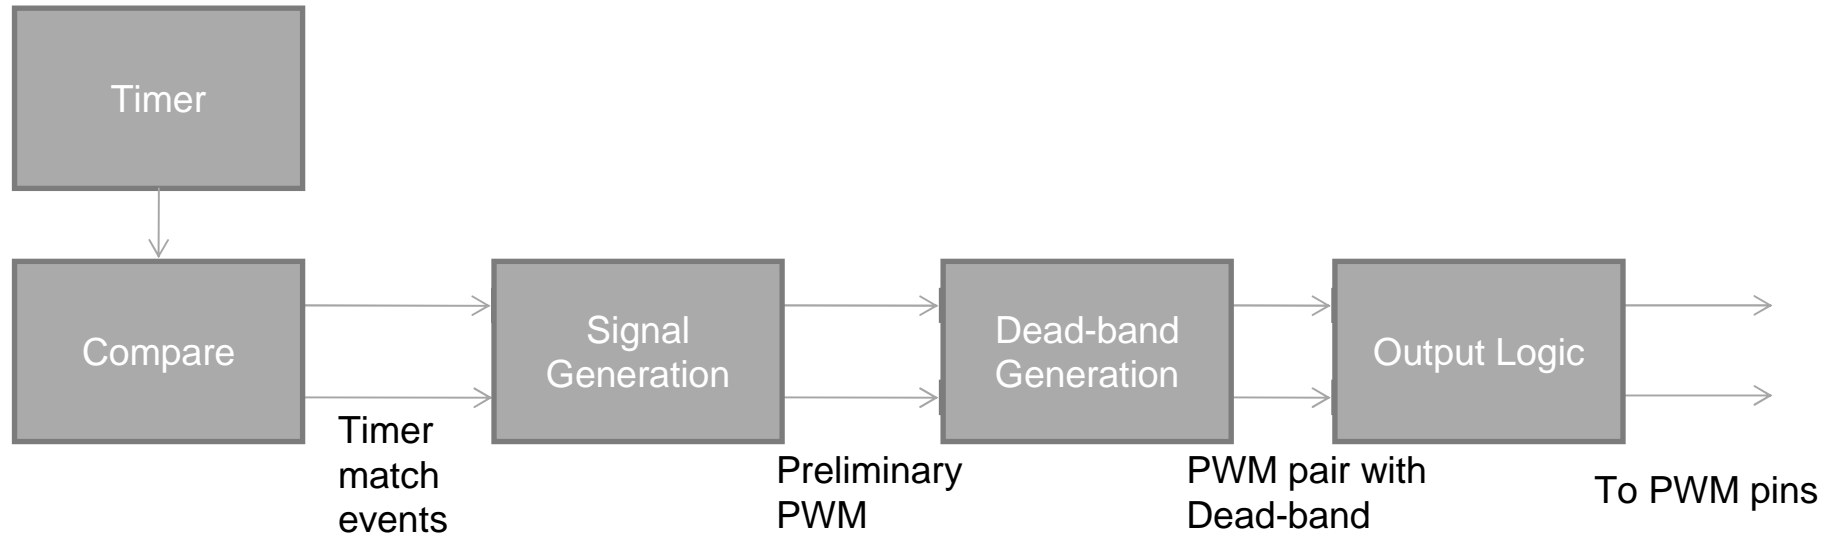 Timer
Compare
Signal
Generation
Dead-band
Generation
Output Logic
Timer
match
events
Preliminary
PWM
PWM pair with
Dead-band
To PWM pins